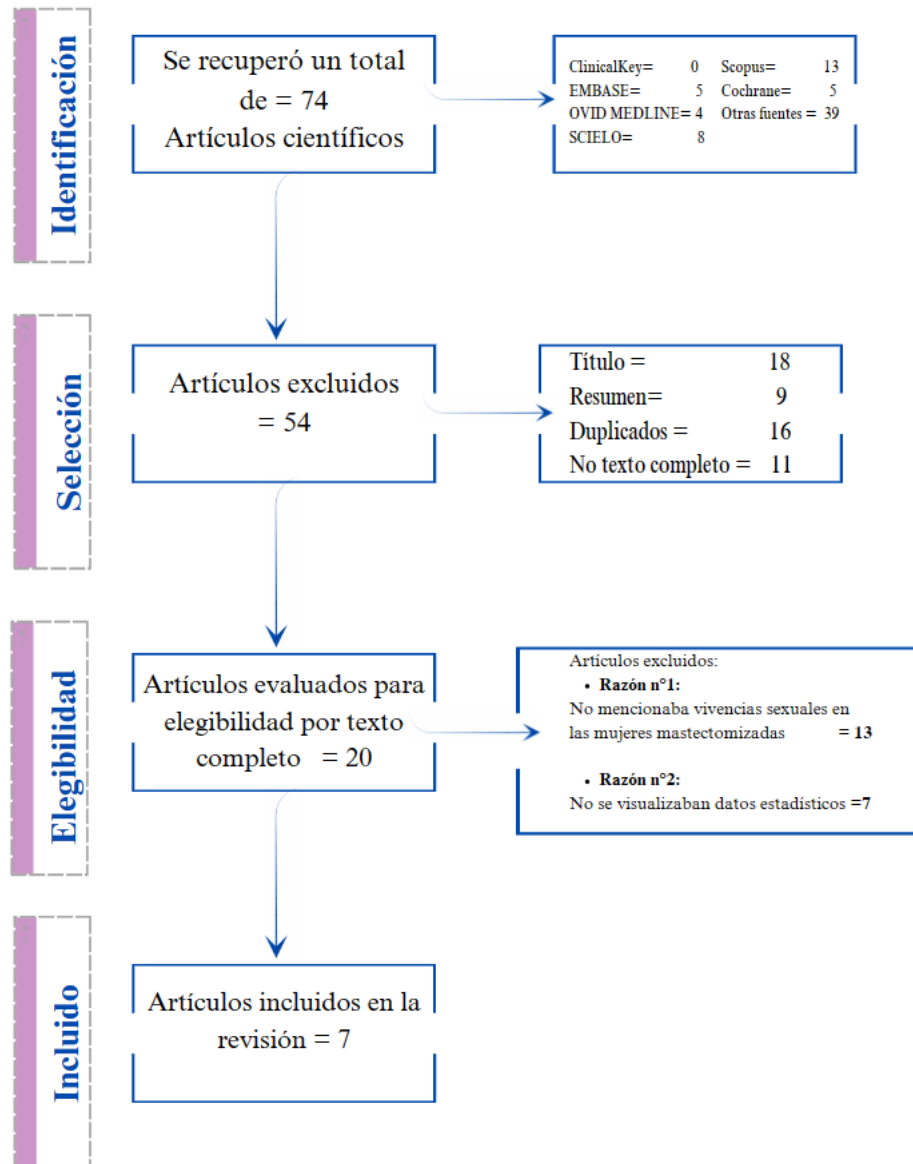 Identificación
Se recuperó un total
de = 74
Artículos científicos
ClinicalKey= 0 Scopus= 13
EMBASE= 5 Cochrane= 5
OVID MEDLINE= 4 Otras fuentes = 39
SCIELO= 8
Selección
Artículos excluidos
= 54
Título = 18
Resumen= 9
Duplicados = 16
No texto completo = 11
Elegibilidad
Artículos evaluados para
elegibilidad por texto
completo = 20
Artículos excluidos:
• Razón n°1:
No mencionaba vivencias sexuales en
las mujeres mastectomizadas = 13
• Razón n°2:
No se visualizaban datos estadísticos =7
Incluido
Artículos incluidos en la
revisión = 7